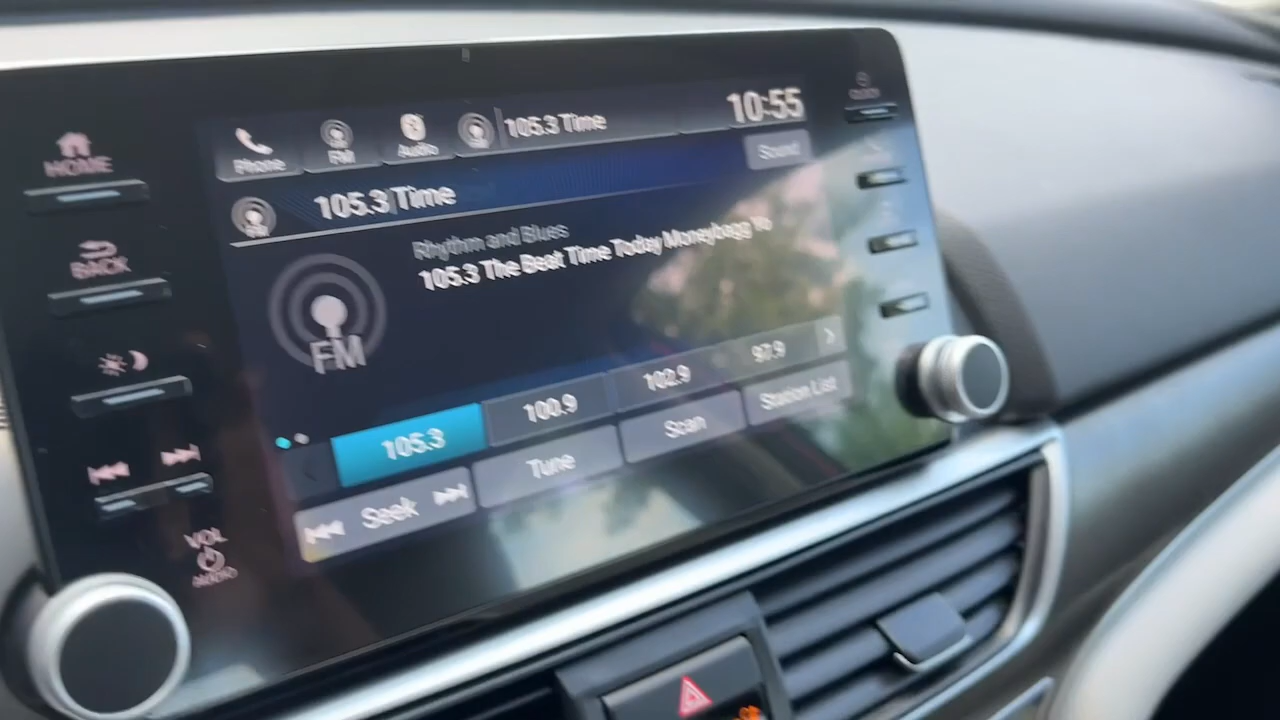 HOME
BACK
VOL
AUDIO
Phone
FM
Audio
105.3 Time
10:55
Sound
105.3 Time
Rhythm and Blues
105.3 The Beat Time Today Moneybagg Yo
FM
105.3
100.9
102.9
97.9
Seek
Tune
Scan
Station List